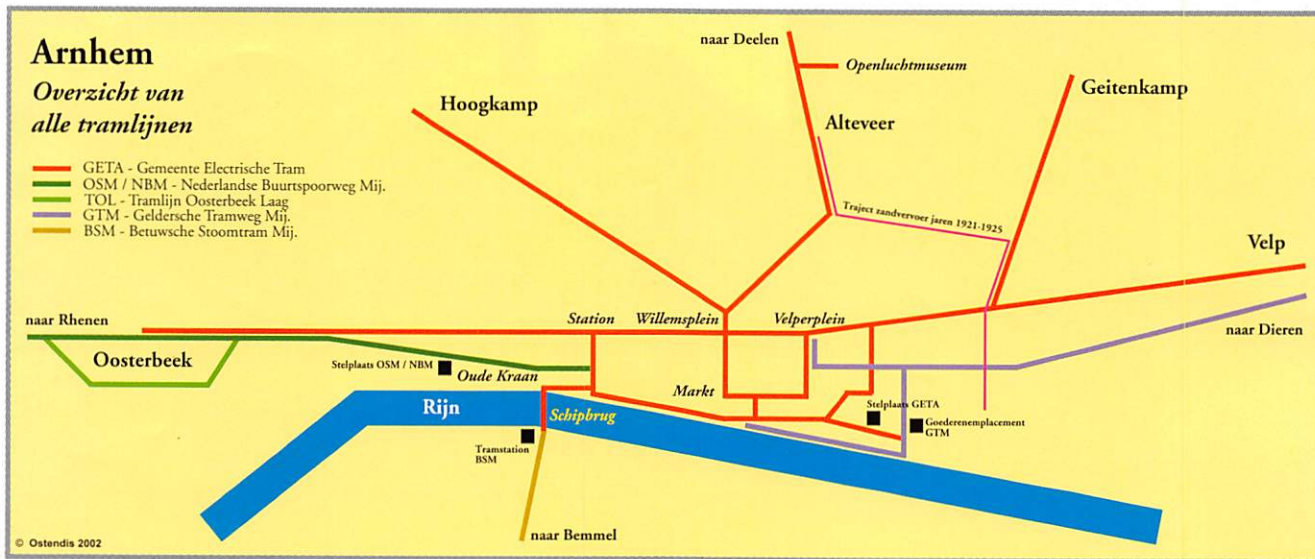 Arnhem
Overzicht van
alle tramlijnen
GETA - Gemeente Electrische Tram
OSM / NBM - Nederlandse Buurtspoorweg Mij.
TOL - Tramlijn Oosterbeek Laag
GTM - Geldersche Tramweg Mij.
BSM - Betuwsche Stoomtram Mij.
naar Deelen
Openluchtmuseum
Hoogkamp
Geitenkamp
Alteveer
Traject zandvervoer jaren 1921-1925
Velp
naar Rhenen
Station
Willemsplein
Velperplein
naar Dieren
Oosterbeek
Stelplaats OSM / NBM
Oude Kraan
Markt
Rijn
Schipbrug
Stelplaats GETA
Goederenemplacement
GTM
Tramstation
BSM
naar Bemmel
© Ostendis 2002